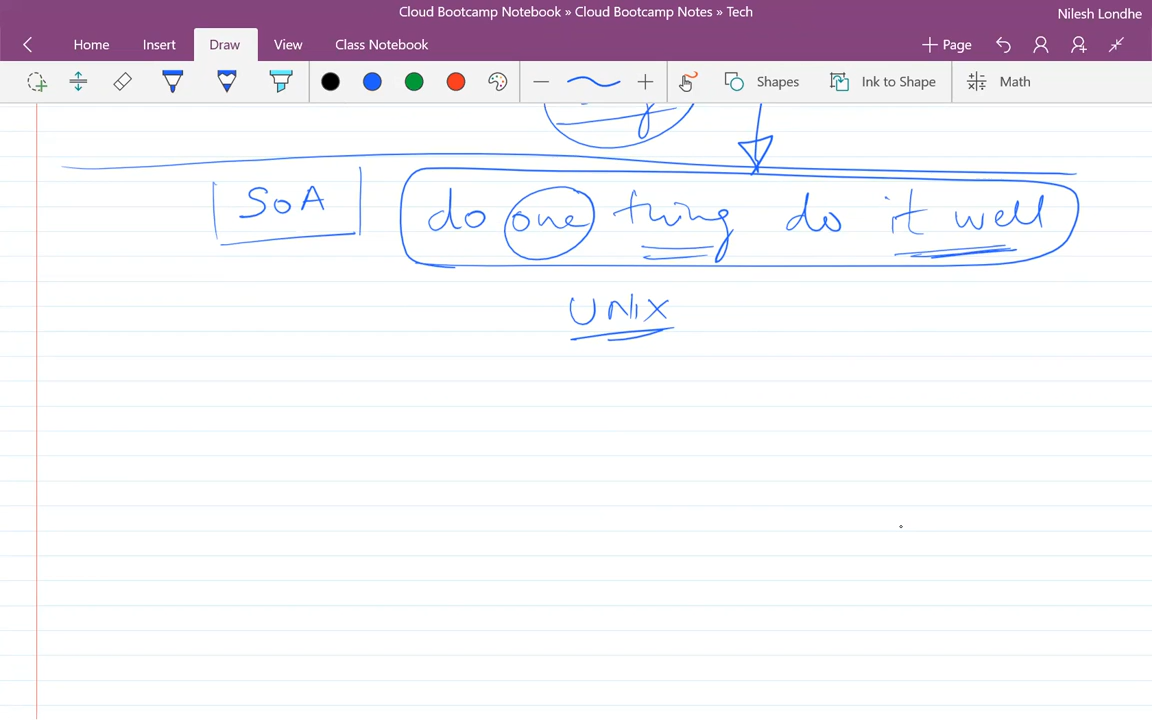 Cloud Bootcamp Notebook » Cloud Bootcamp Notes » Tech
Nilesh Londhe
Home Insert Draw View Class Notebook Page
Shapes Ink to Shape Math
SOA do one thing do it well
UNIX